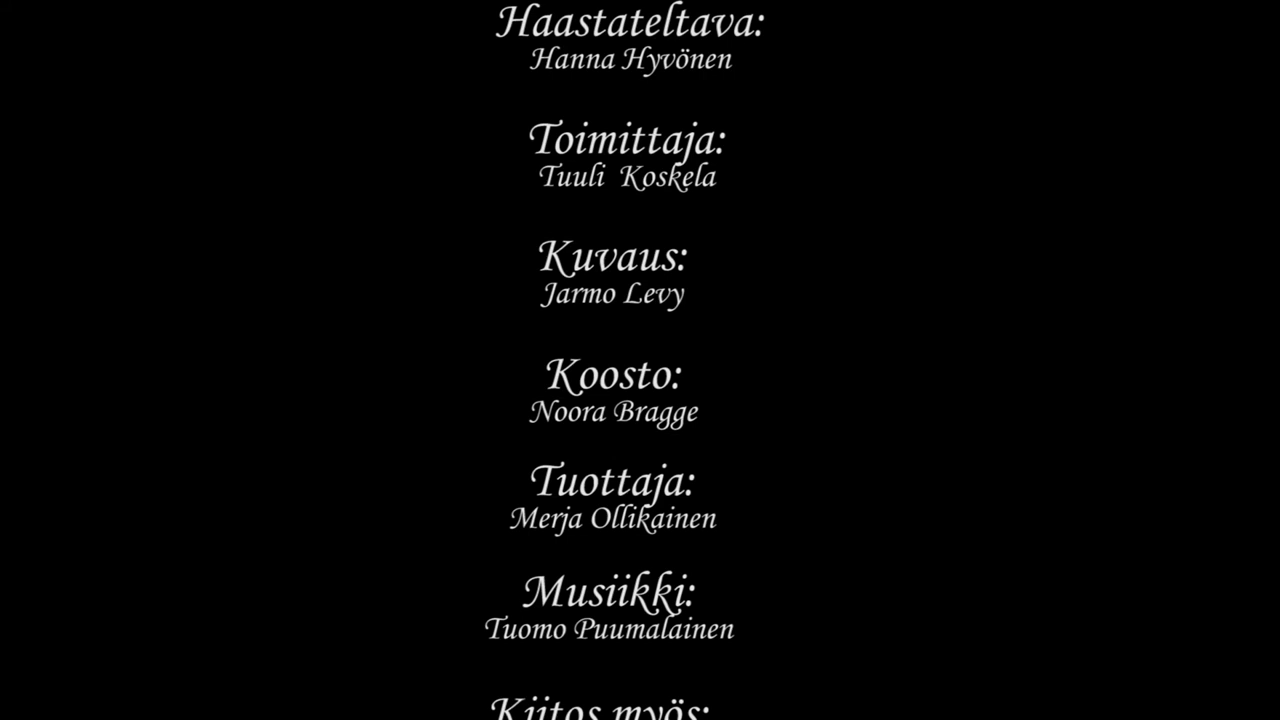 Haastateltava:
Hanna Hyvönen
Toimittaja:
Tuuli Koskela
Kuvaus:
Jarmo Levy
Koosto:
Noora Bragge
Tuottaja:
Merja Ollikainen
Musiikki:
Tuomo Puumalainen
Kiitos myös: